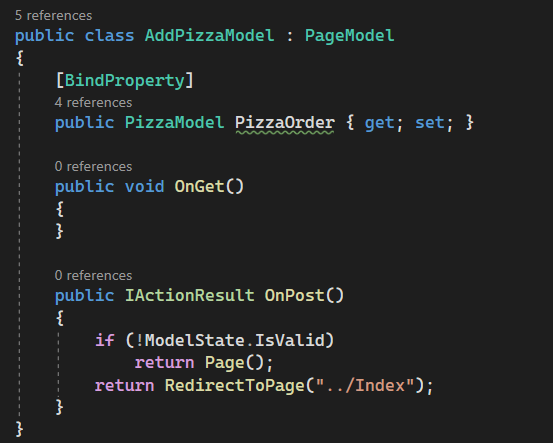 5 references
public class AddPizzaModel : PageModel
{
[BindProperty]
4 references
public PizzaModel PizzaOrder { get; set; }
0 references
public void OnGet()
{
}
0 references
public IActionResult OnPost()
{
if (!ModelState.IsValid)
return Page();
return RedirectToPage("../Index");
}
}